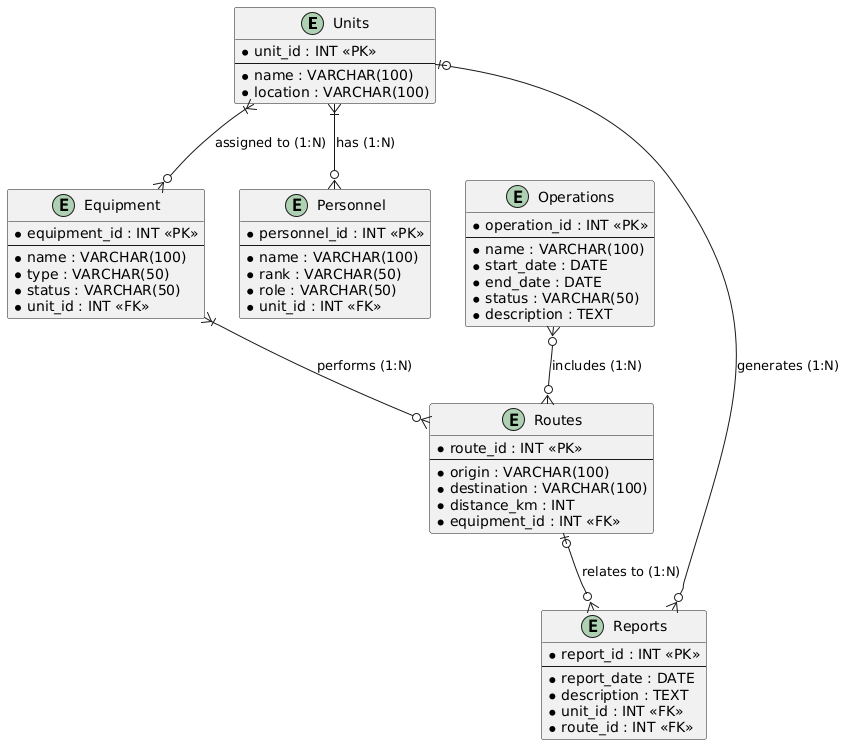 E Units
* unit_id : INT «PK»
* name : VARCHAR(100)
* location : VARCHAR(100)
assigned to (1:N)
has (1:N)
E Equipment
* equipment_id : INT «PK»
* name : VARCHAR(100)
* type : VARCHAR(50)
* status : VARCHAR(50)
* unit_id : INT «FK»
E Personnel
* personnel_id : INT «PK»
* name : VARCHAR(100)
* rank : VARCHAR(50)
* role : VARCHAR(50)
* unit_id : INT «FK»
E Operations
* operation_id : INT «PK»
* name : VARCHAR(100)
* start_date : DATE
* end_date : DATE
* status : VARCHAR(50)
* description : TEXT
performs (1:N)
includes (1:N)
generates (1:N)
E Routes
* route_id : INT «PK»
* origin : VARCHAR(100)
* destination : VARCHAR(100)
* distance_km : INT
* equipment_id : INT «FK»
relates to (1:N)
E Reports
* report_id : INT «PK»
* report_date : DATE
* description : TEXT
* unit_id : INT «FK»
* route_id : INT «FK»